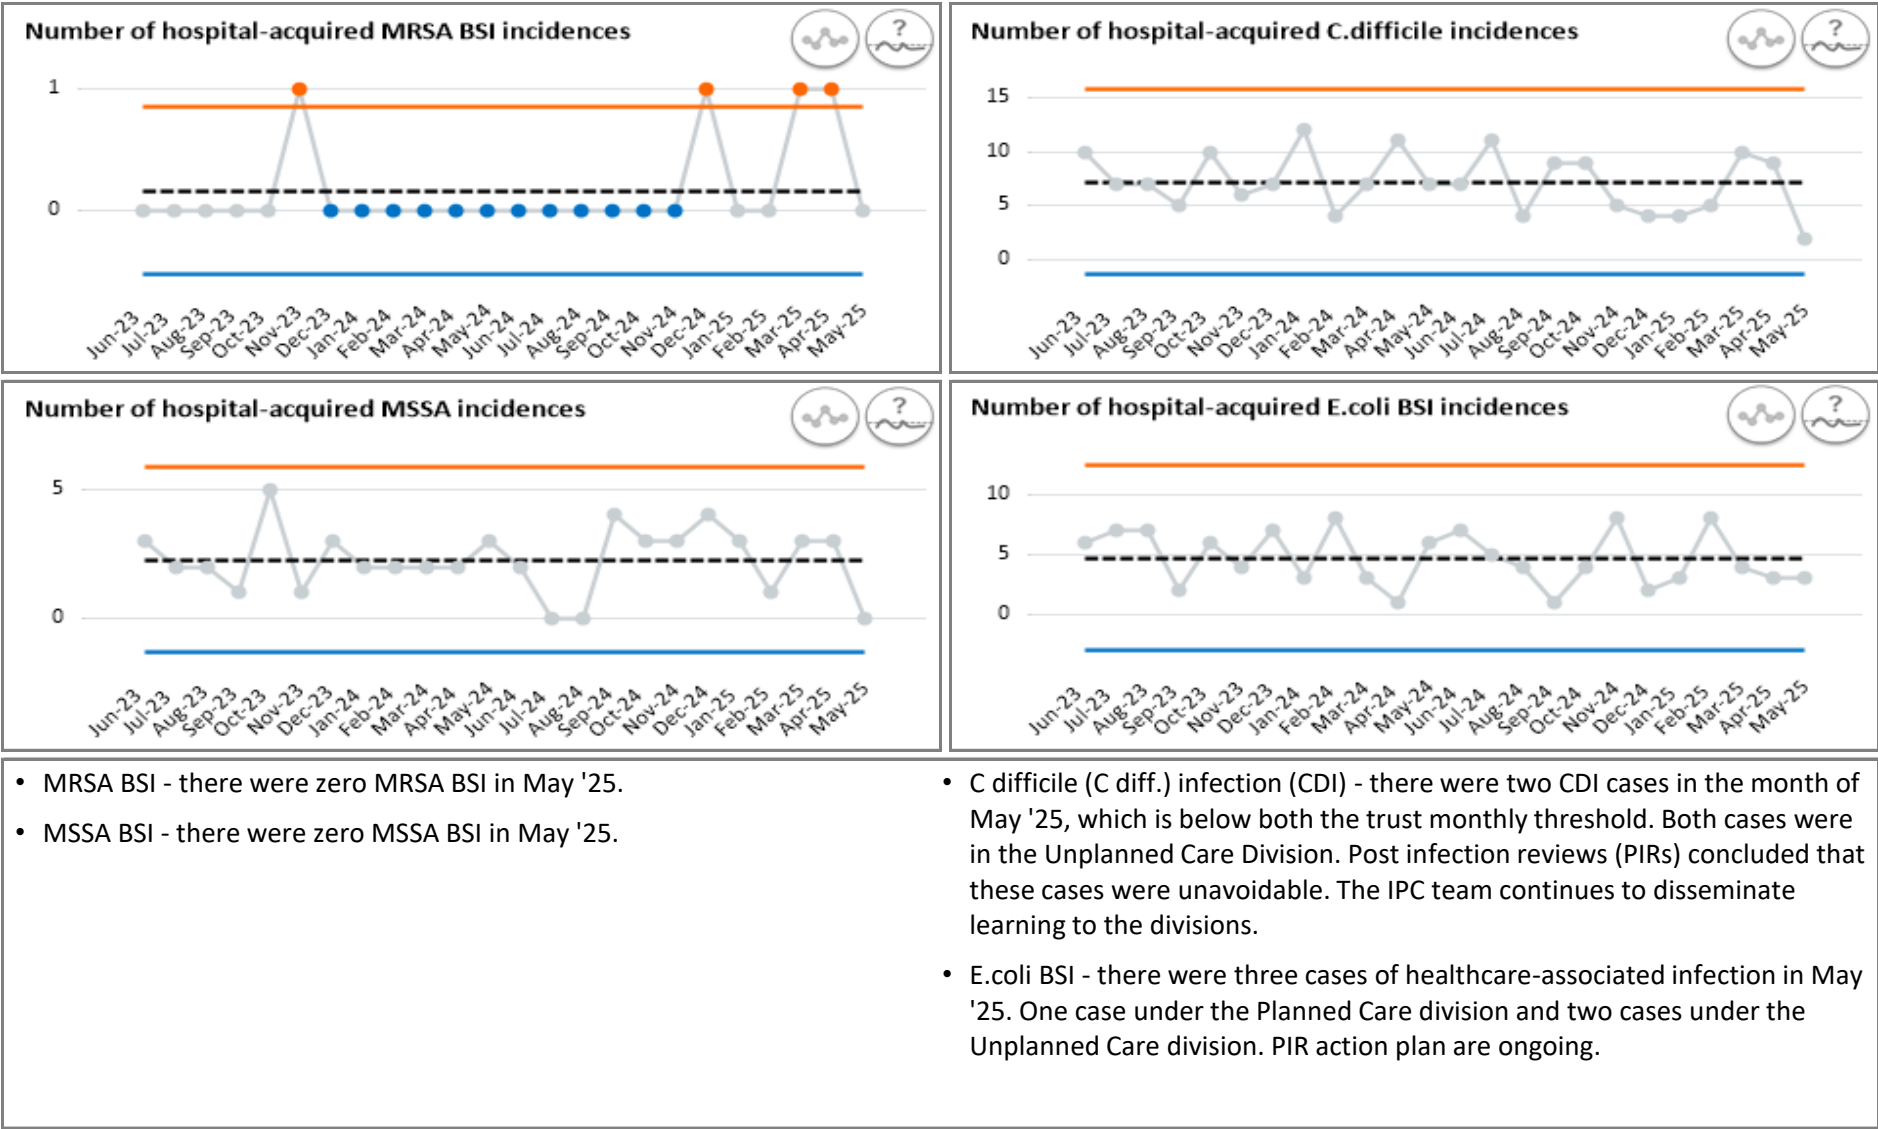 Number of hospital-acquired MRSA BSI incidences
?
1
0
Jun-23
Jul-23
Aug-23
Sep-23
Oct-23
Nov-23
Dec-23
Jan-24
Feb-24
Mar-24
Apr-24
May-24
Jun-24
Jul-24
Aug-24
Sep-24
Oct-24
Nov-24
Dec-24
Jan-25
Feb-25
Mar-25
Apr-25
May-25
Number of hospital-acquired C.difficile incidences
?
15
10
5
0
Jun-23
Jul-23
Aug-23
Sep-23
Oct-23
Nov-23
Dec-23
Jan-24
Feb-24
Mar-24
Apr-24
May-24
Jun-24
Jul-24
Aug-24
Sep-24
Oct-24
Nov-24
Dec-24
Jan-25
Feb-25
Mar-25
Apr-25
May-25
Number of hospital-acquired MSSA incidences
?
5
0
Jun-23
Jul-23
Aug-23
Sep-23
Oct-23
Nov-23
Dec-23
Jan-24
Feb-24
Mar-24
Apr-24
May-24
Jun-24
Jul-24
Aug-24
Sep-24
Oct-24
Nov-24
Dec-24
Jan-25
Feb-25
Mar-25
Apr-25
May-25
Number of hospital-acquired E.coli BSI incidences
?
10
5
0
Jun-23
Jul-23
Aug-23
Sep-23
Oct-23
Nov-23
Dec-23
Jan-24
Feb-24
Mar-24
Apr-24
May-24
Jun-24
Jul-24
Aug-24
Sep-24
Oct-24
Nov-24
Dec-24
Jan-25
Feb-25
Mar-25
Apr-25
May-25
• MRSA BSI - there were zero MRSA BSI in May '25.
• MSSA BSI - there were zero MSSA BSI in May '25.
• C difficile (C diff.) infection (CDI) - there were two CDI cases in the month of
May '25, which is below both the trust monthly threshold. Both cases were
in the Unplanned Care Division. Post infection reviews (PIRs) concluded that
these cases were unavoidable. The IPC team continues to disseminate
learning to the divisions.
• E.coli BSI - there were three cases of healthcare-associated infection in May
'25. One case under the Planned Care division and two cases under the
Unplanned Care division. PIR action plan are ongoing.